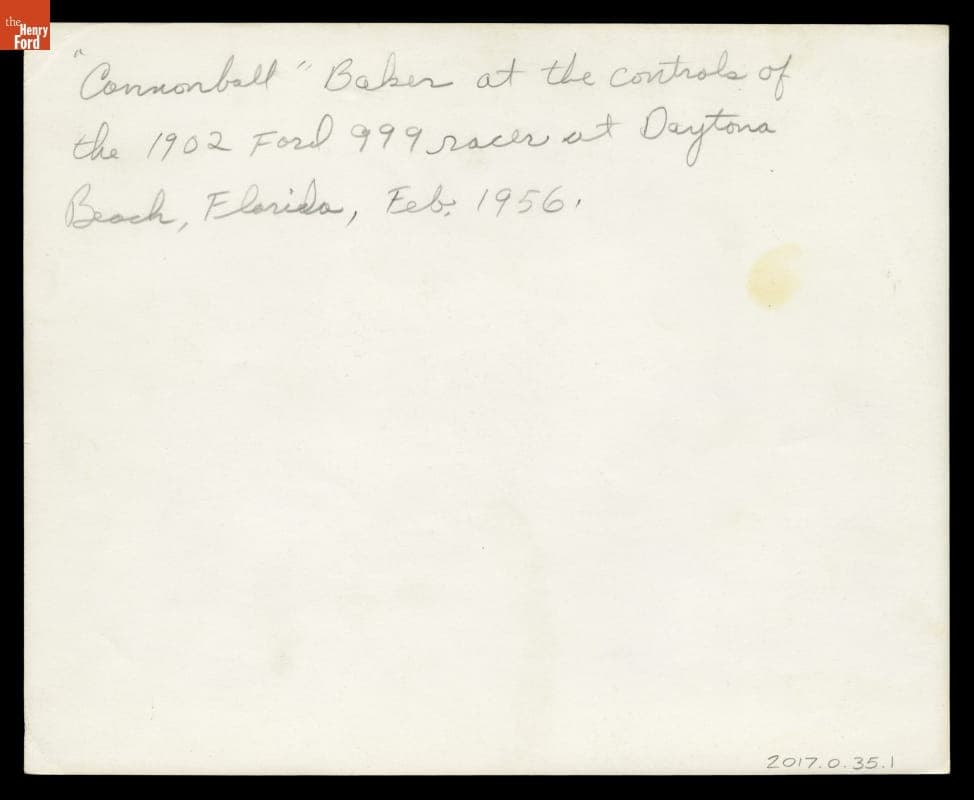 the
Henry
Ford
"Cannonball" Baker at the controls of
the 1902 Ford 999 racer at Daytona
Beach, Florida, Feb. 1956.
2017.0.35.1